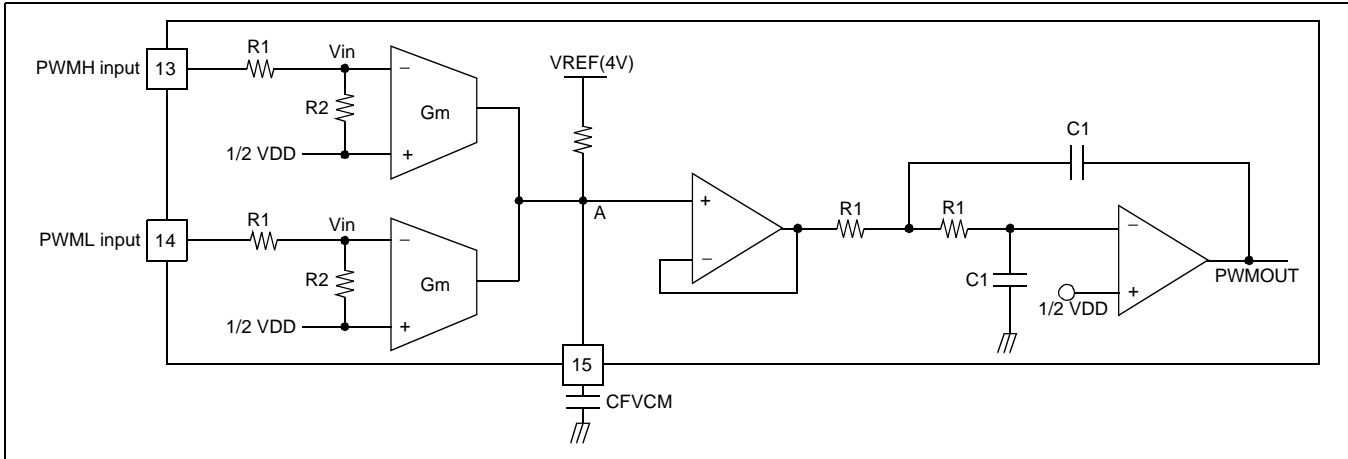 R1
Vin
PWMH input
13
−
R2
Gm
1/2 VDD
+
VREF(4V)
C1
A
+
−
R1
R1
−
C1
1/2 VDD
+
PWMOUT
R1
Vin
PWML input
14
−
R2
Gm
1/2 VDD
+
15
CFVCM